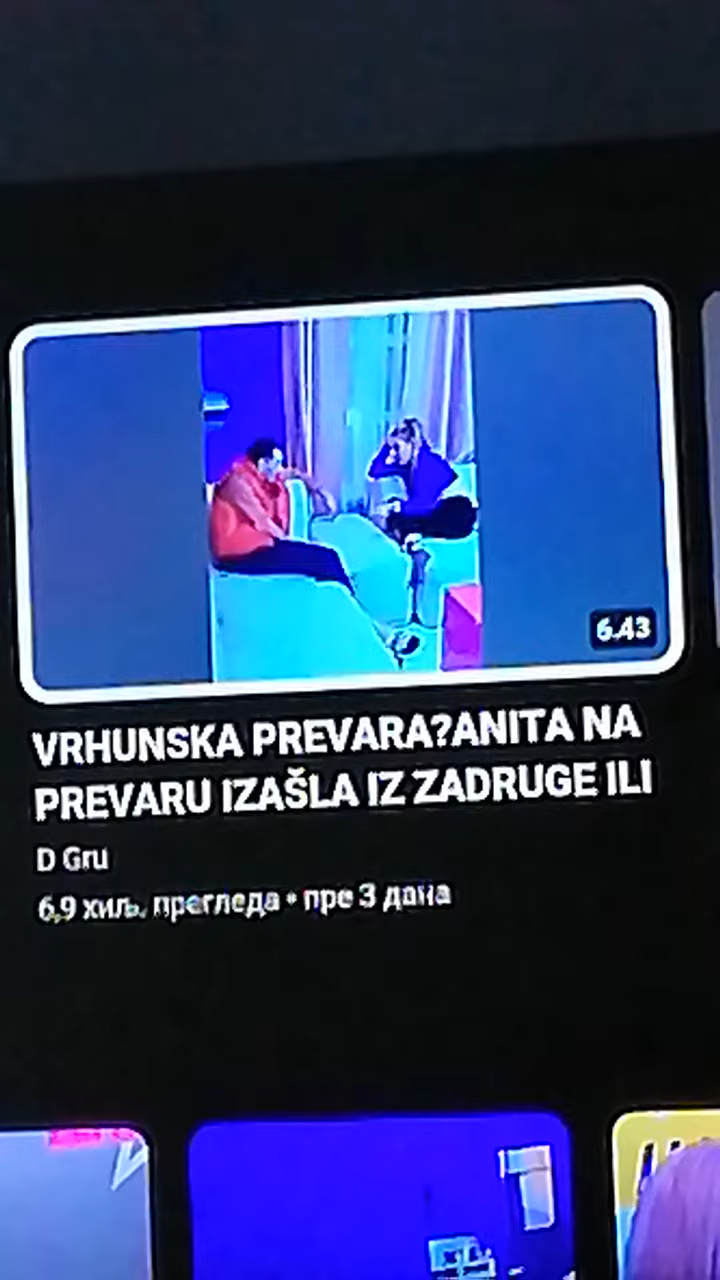 6.43
VRHUNSKA PREVARA?ANITA NA
PREVARU IZAŠLA IZ ZADRUGE ILI
D Gru
6,9 хиљ. прегледа • пре 3 дана